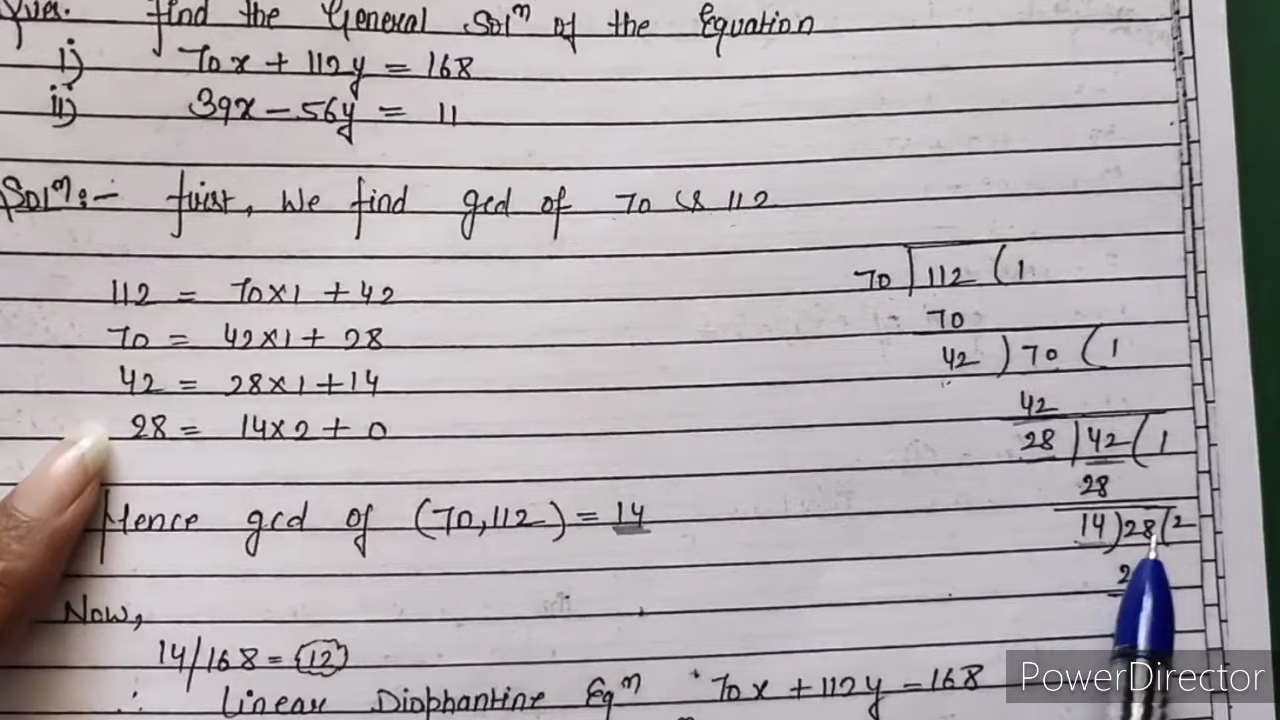 Ques. find the General Solⁿ of the Equation
i) 70x + 112y = 168
ii) 39x - 56y = 11
Solⁿ:- first, We find gcd of 70 & 112
112 = 70×1 + 42
70 = 42×1 + 28
42 = 28×1 + 14
28 = 14×2 + 0
70 ) 112 ( 1
70
42 ) 70 ( 1
42
28 ) 42 ( 1
28
14 ) 28 ( 2
2
Hence gcd of (70,112) = 14
Now,
14/168 = {12}
∴ Linear Diophantine Eqⁿ 70x + 112y = 168
PowerDirector